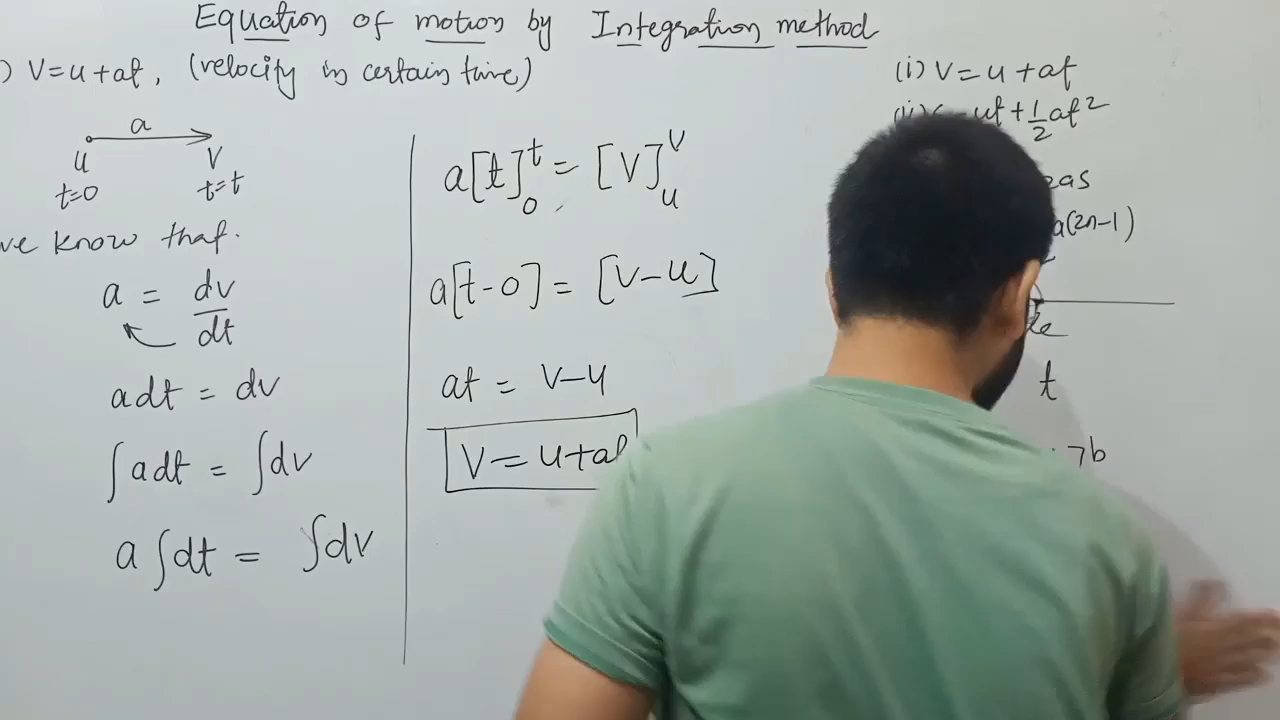 Equation of motion by Integration method
) V=u+at, (velocity in certain time)
a
u V
t=0 t=t
we know that.
a = dv/dt
adt = dv
∫adt = ∫dv
a∫dt = ∫dv
a[t]₀ᵗ = [V]ᵤⱽ
a[t-0] = [V-u]
at = V-u
V=u+at
(i) V=u+at
ut+½at²
2as
a(2n-1)
t
b